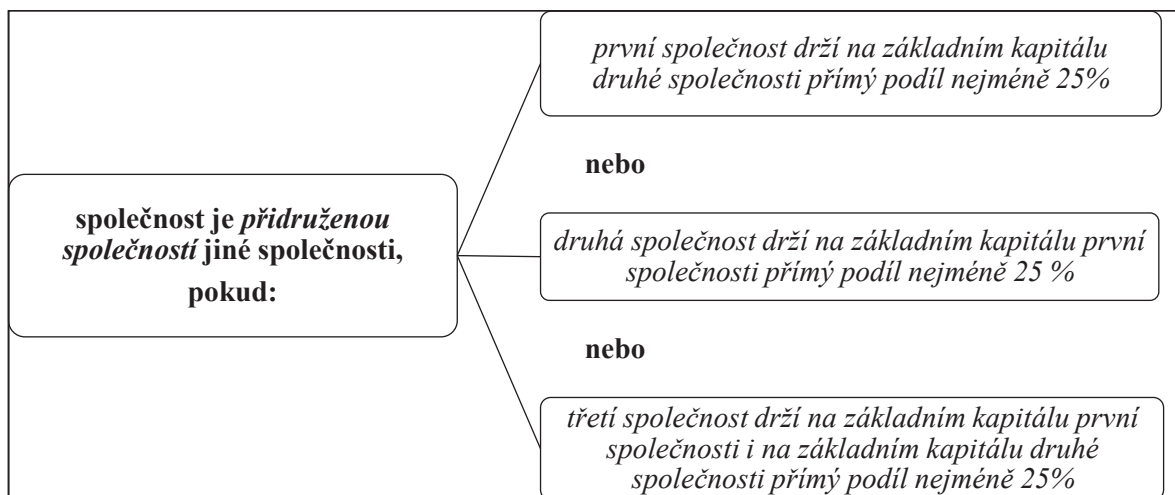 společnost je přidruženou
společností jiné společnosti,
pokud:
první společnost drží na základním kapitálu
druhé společnosti přímý podíl nejméně 25%
nebo
druhá společnost drží na základním kapitálu první
společnosti přímý podíl nejméně 25 %
nebo
třetí společnost drží na základním kapitálu první
společnosti i na základním kapitálu druhé
společnosti přímý podíl nejméně 25%